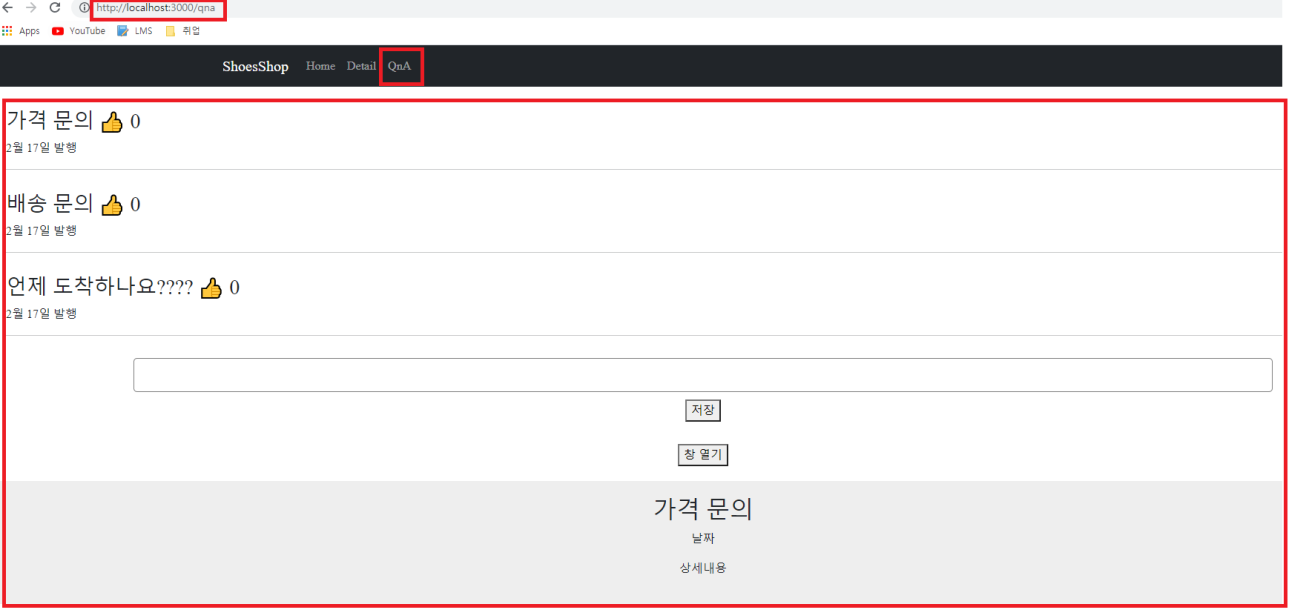 http://localhost:3000/qna
Apps YouTube LMS 취업
ShoesShop Home Detail QnA
가격 문의 👍 0
2월 17일 발행
배송 문의 👍 0
2월 17일 발행
언제 도착하나요???? 👍 0
2월 17일 발행
저장
창 열기
가격 문의
날짜
상세내용